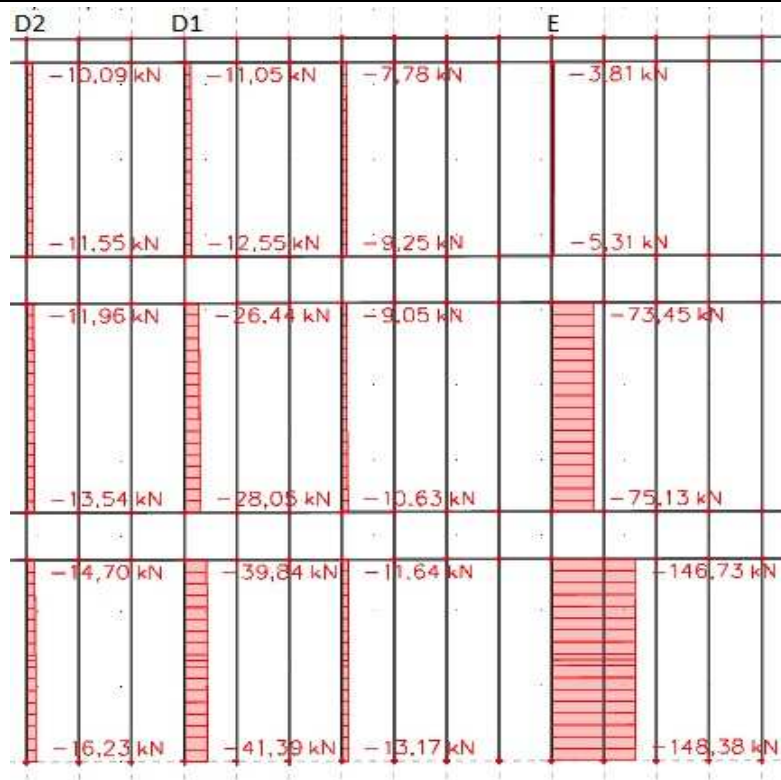 D2 D1 E
-10,09 kN -11,05 kN -7,78 kN -3,81 kN
-11,55 kN -12,55 kN -9,25 kN -5,31 kN
-11,96 kN -26,44 kN -9,05 kN -73,45 kN
-13,54 kN -28,05 kN -10,63 kN -75,13 kN
-14,70 kN -39,84 kN -11,64 kN -146,73 kN
-16,23 kN -41,39 kN -13,17 kN -148,38 kN